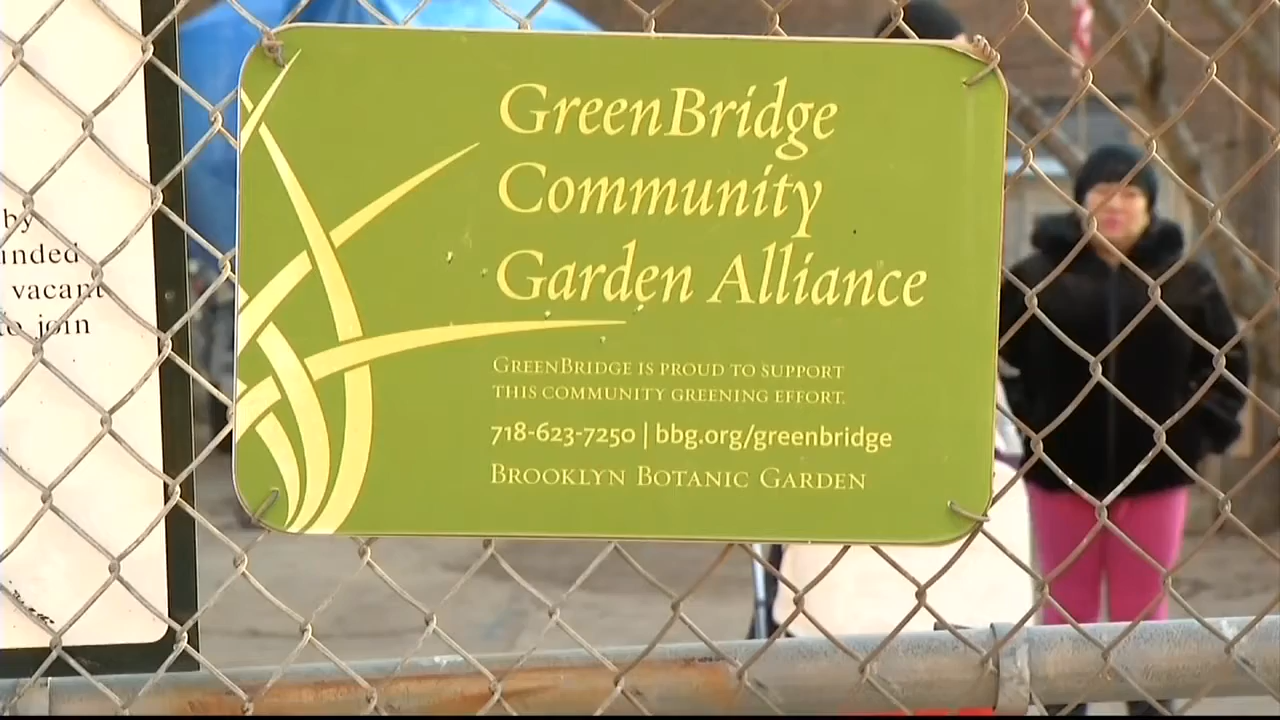 by
unded
vacant
to join
GreenBridge
Community
Garden Alliance
GREENBRIDGE IS PROUD TO SUPPORT
THIS COMMUNITY GREENING EFFORT.
718-623-7250 | bbg.org/greenbridge
BROOKLYN BOTANIC GARDEN